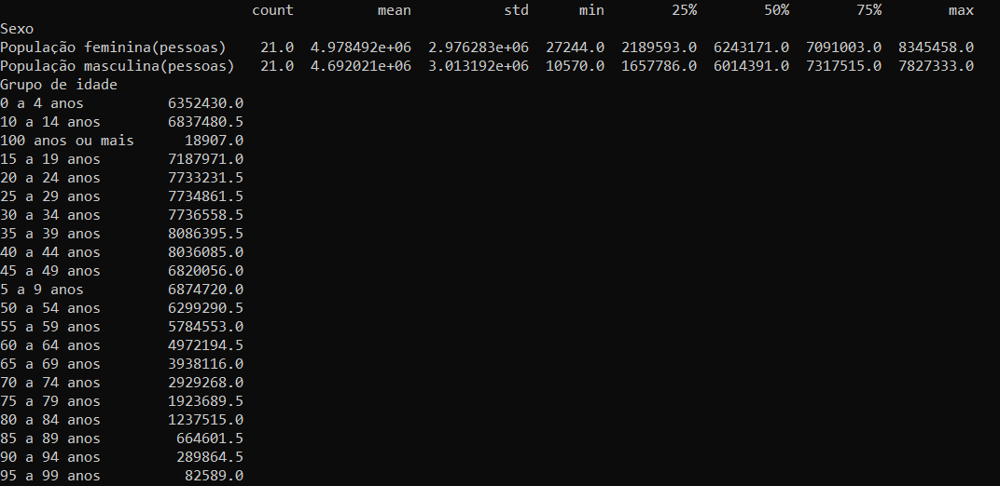 count mean std min 25% 50% 75% max
Sexo
População feminina(pessoas) 21.0 4.978492e+06 2.976283e+06 27244.0 2189593.0 6243171.0 7091003.0 8345458.0
População masculina(pessoas) 21.0 4.692021e+06 3.013192e+06 10570.0 1657786.0 6014391.0 7317515.0 7827333.0
Grupo de idade
0 a 4 anos 6352430.0
10 a 14 anos 6837480.5
100 anos ou mais 18907.0
15 a 19 anos 7187971.0
20 a 24 anos 7733231.5
25 a 29 anos 7734861.5
30 a 34 anos 7736558.5
35 a 39 anos 8086395.5
40 a 44 anos 8036085.0
45 a 49 anos 6820056.0
5 a 9 anos 6874720.0
50 a 54 anos 6299290.5
55 a 59 anos 5784553.0
60 a 64 anos 4972194.5
65 a 69 anos 3938116.0
70 a 74 anos 2929268.0
75 a 79 anos 1923689.5
80 a 84 anos 1237515.0
85 a 89 anos 664601.5
90 a 94 anos 289864.5
95 a 99 anos 82589.0